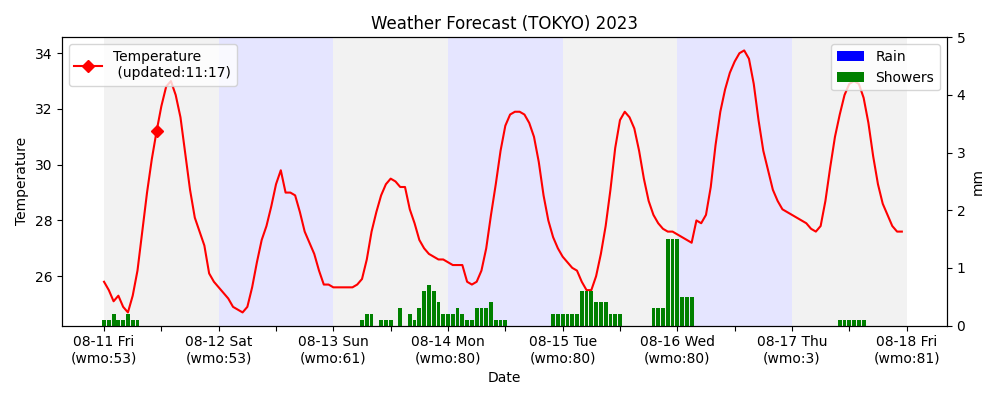 Weather Forecast (TOKYO) 2023
Temperature
(updated:11:17)
Rain
Showers
34
32
30
28
26
Temperature
5
4
3
2
1
0
mm
08-11 Fri
(wmo:53)
08-12 Sat
(wmo:53)
08-13 Sun
(wmo:61)
08-14 Mon
(wmo:80)
08-15 Tue
(wmo:80)
08-16 Wed
(wmo:80)
08-17 Thu
(wmo:3)
08-18 Fri
(wmo:81)
Date